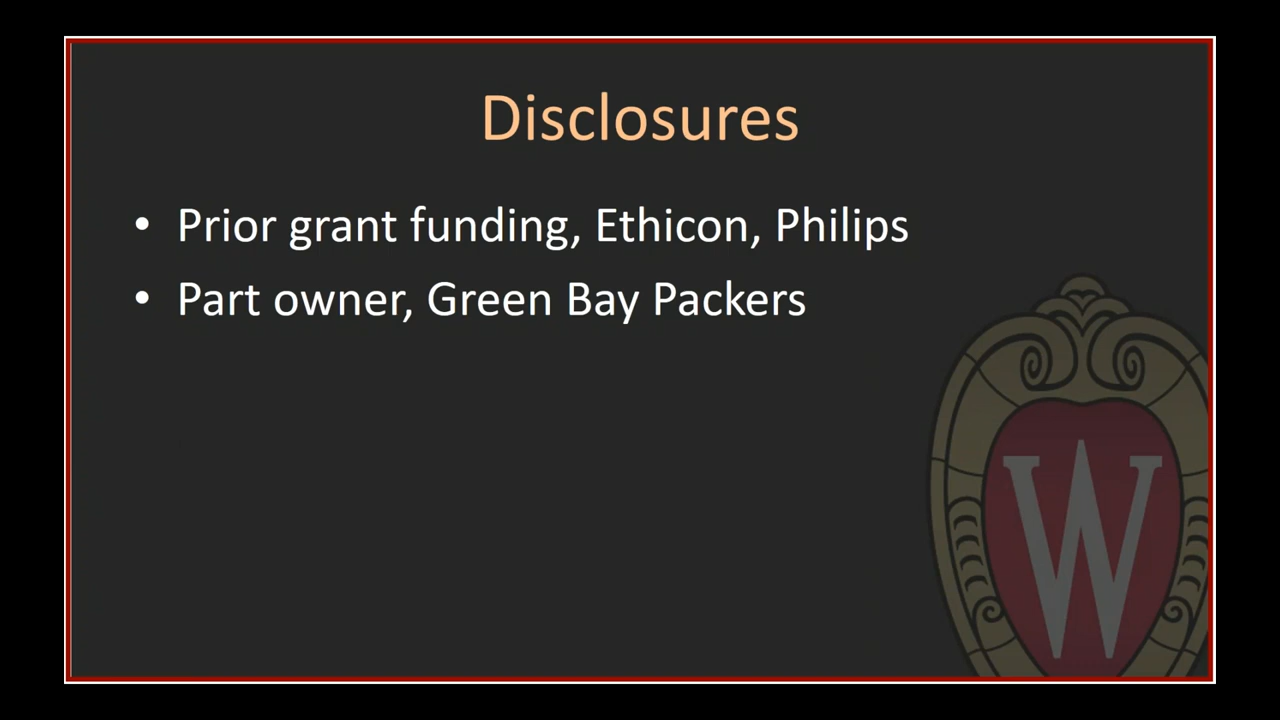 Disclosures
• Prior grant funding, Ethicon, Philips
• Part owner, Green Bay Packers
W